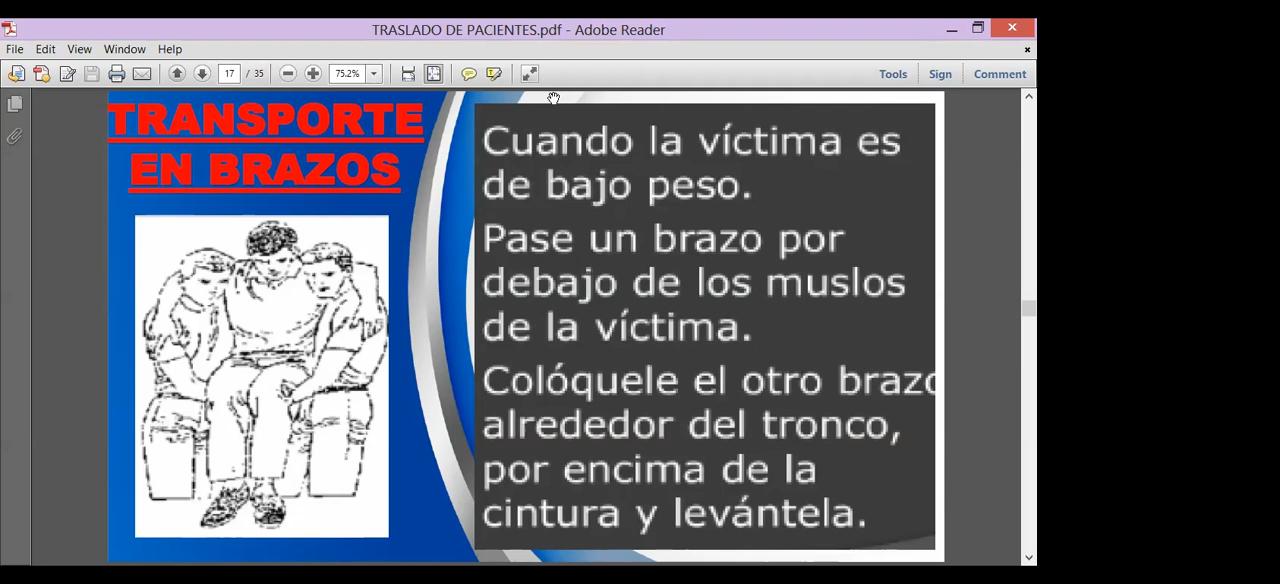 TRASLADO DE PACIENTES.pdf - Adobe Reader
File Edit View Window Help
17 / 35 75.2% Tools Sign Comment
TRANSPORTE
EN BRAZOS
Cuando la víctima es
de bajo peso.
Pase un brazo por
debajo de los muslos
de la víctima.
Colóquele el otro brazo
alrededor del tronco,
por encima de la
cintura y levántela.